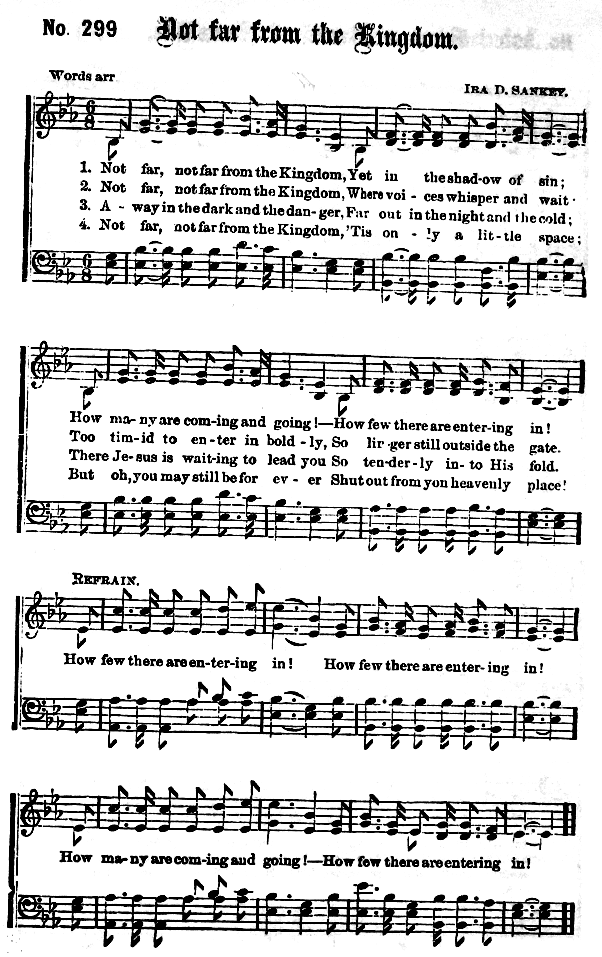 No. 299 Not far from the Kingdom.
Words arr
IRA D. SANKEY.
1. Not far, not far from the Kingdom, Yet in the shad-ow of sin;
2. Not far, not far from the Kingdom, Where voi-ces whisper and wait
3. A-way in the dark and the dan-ger, Far out in the night and the cold;
4. Not far, not far from the Kingdom, 'Tis on-ly a lit-tle space;
How ma-ny are com-ing and going!—How few there are enter-ing in!
Too tim-id to en-ter in bold-ly, So lir-ger still outside the gate.
There Je-sus is wait-ing to lead you So ten-der-ly in-to His fold.
But oh, you may still be for ev-er Shut out from yon heavenly place!
REFRAIN.
How few there are en-ter-ing in! How few there are enter-ing in!
How ma-ny are com-ing and going!—How few there are entering in!